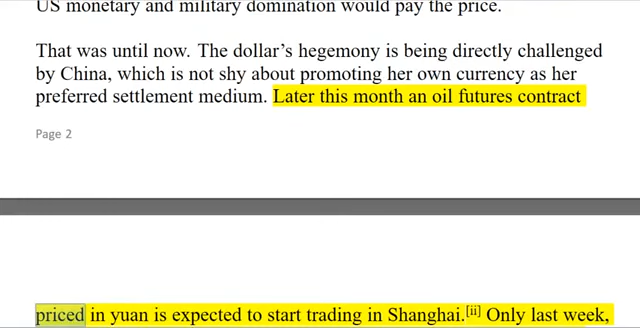 US monetary and military domination would pay the price.
That was until now. The dollar’s hegemony is being directly challenged
by China, which is not shy about promoting her own currency as her
preferred settlement medium. Later this month an oil futures contract
Page 2
priced in yuan is expected to start trading in Shanghai.[ii] Only last week,